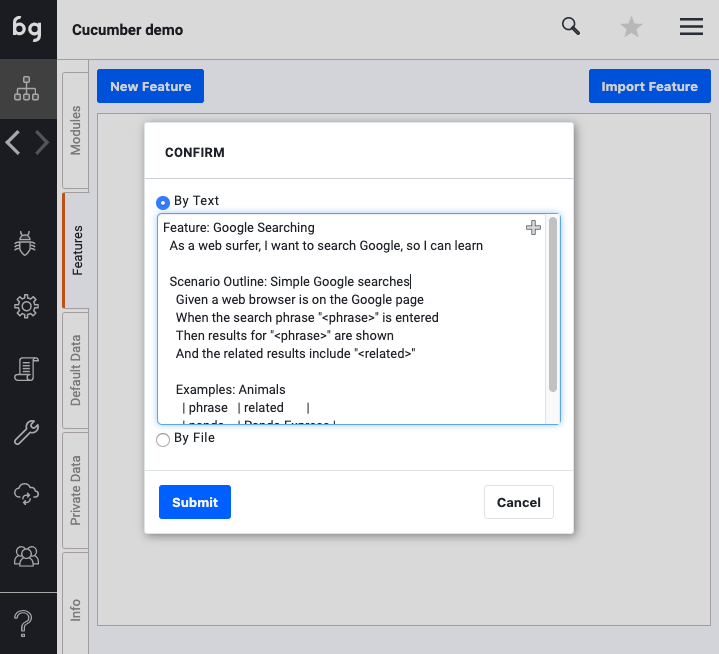 bg
Cucumber demo
New Feature
Import Feature
Modules
Features
Default Data
Private Data
Info
CONFIRM
By Text
Feature: Google Searching
As a web surfer, I want to search Google, so I can learn
Scenario Outline: Simple Google searches
Given a web browser is on the Google page
When the search phrase "<phrase>" is entered
Then results for "<phrase>" are shown
And the related results include "<related>"
Examples: Animals
| phrase | related |
| panda | Panda Express |
By File
Submit
Cancel